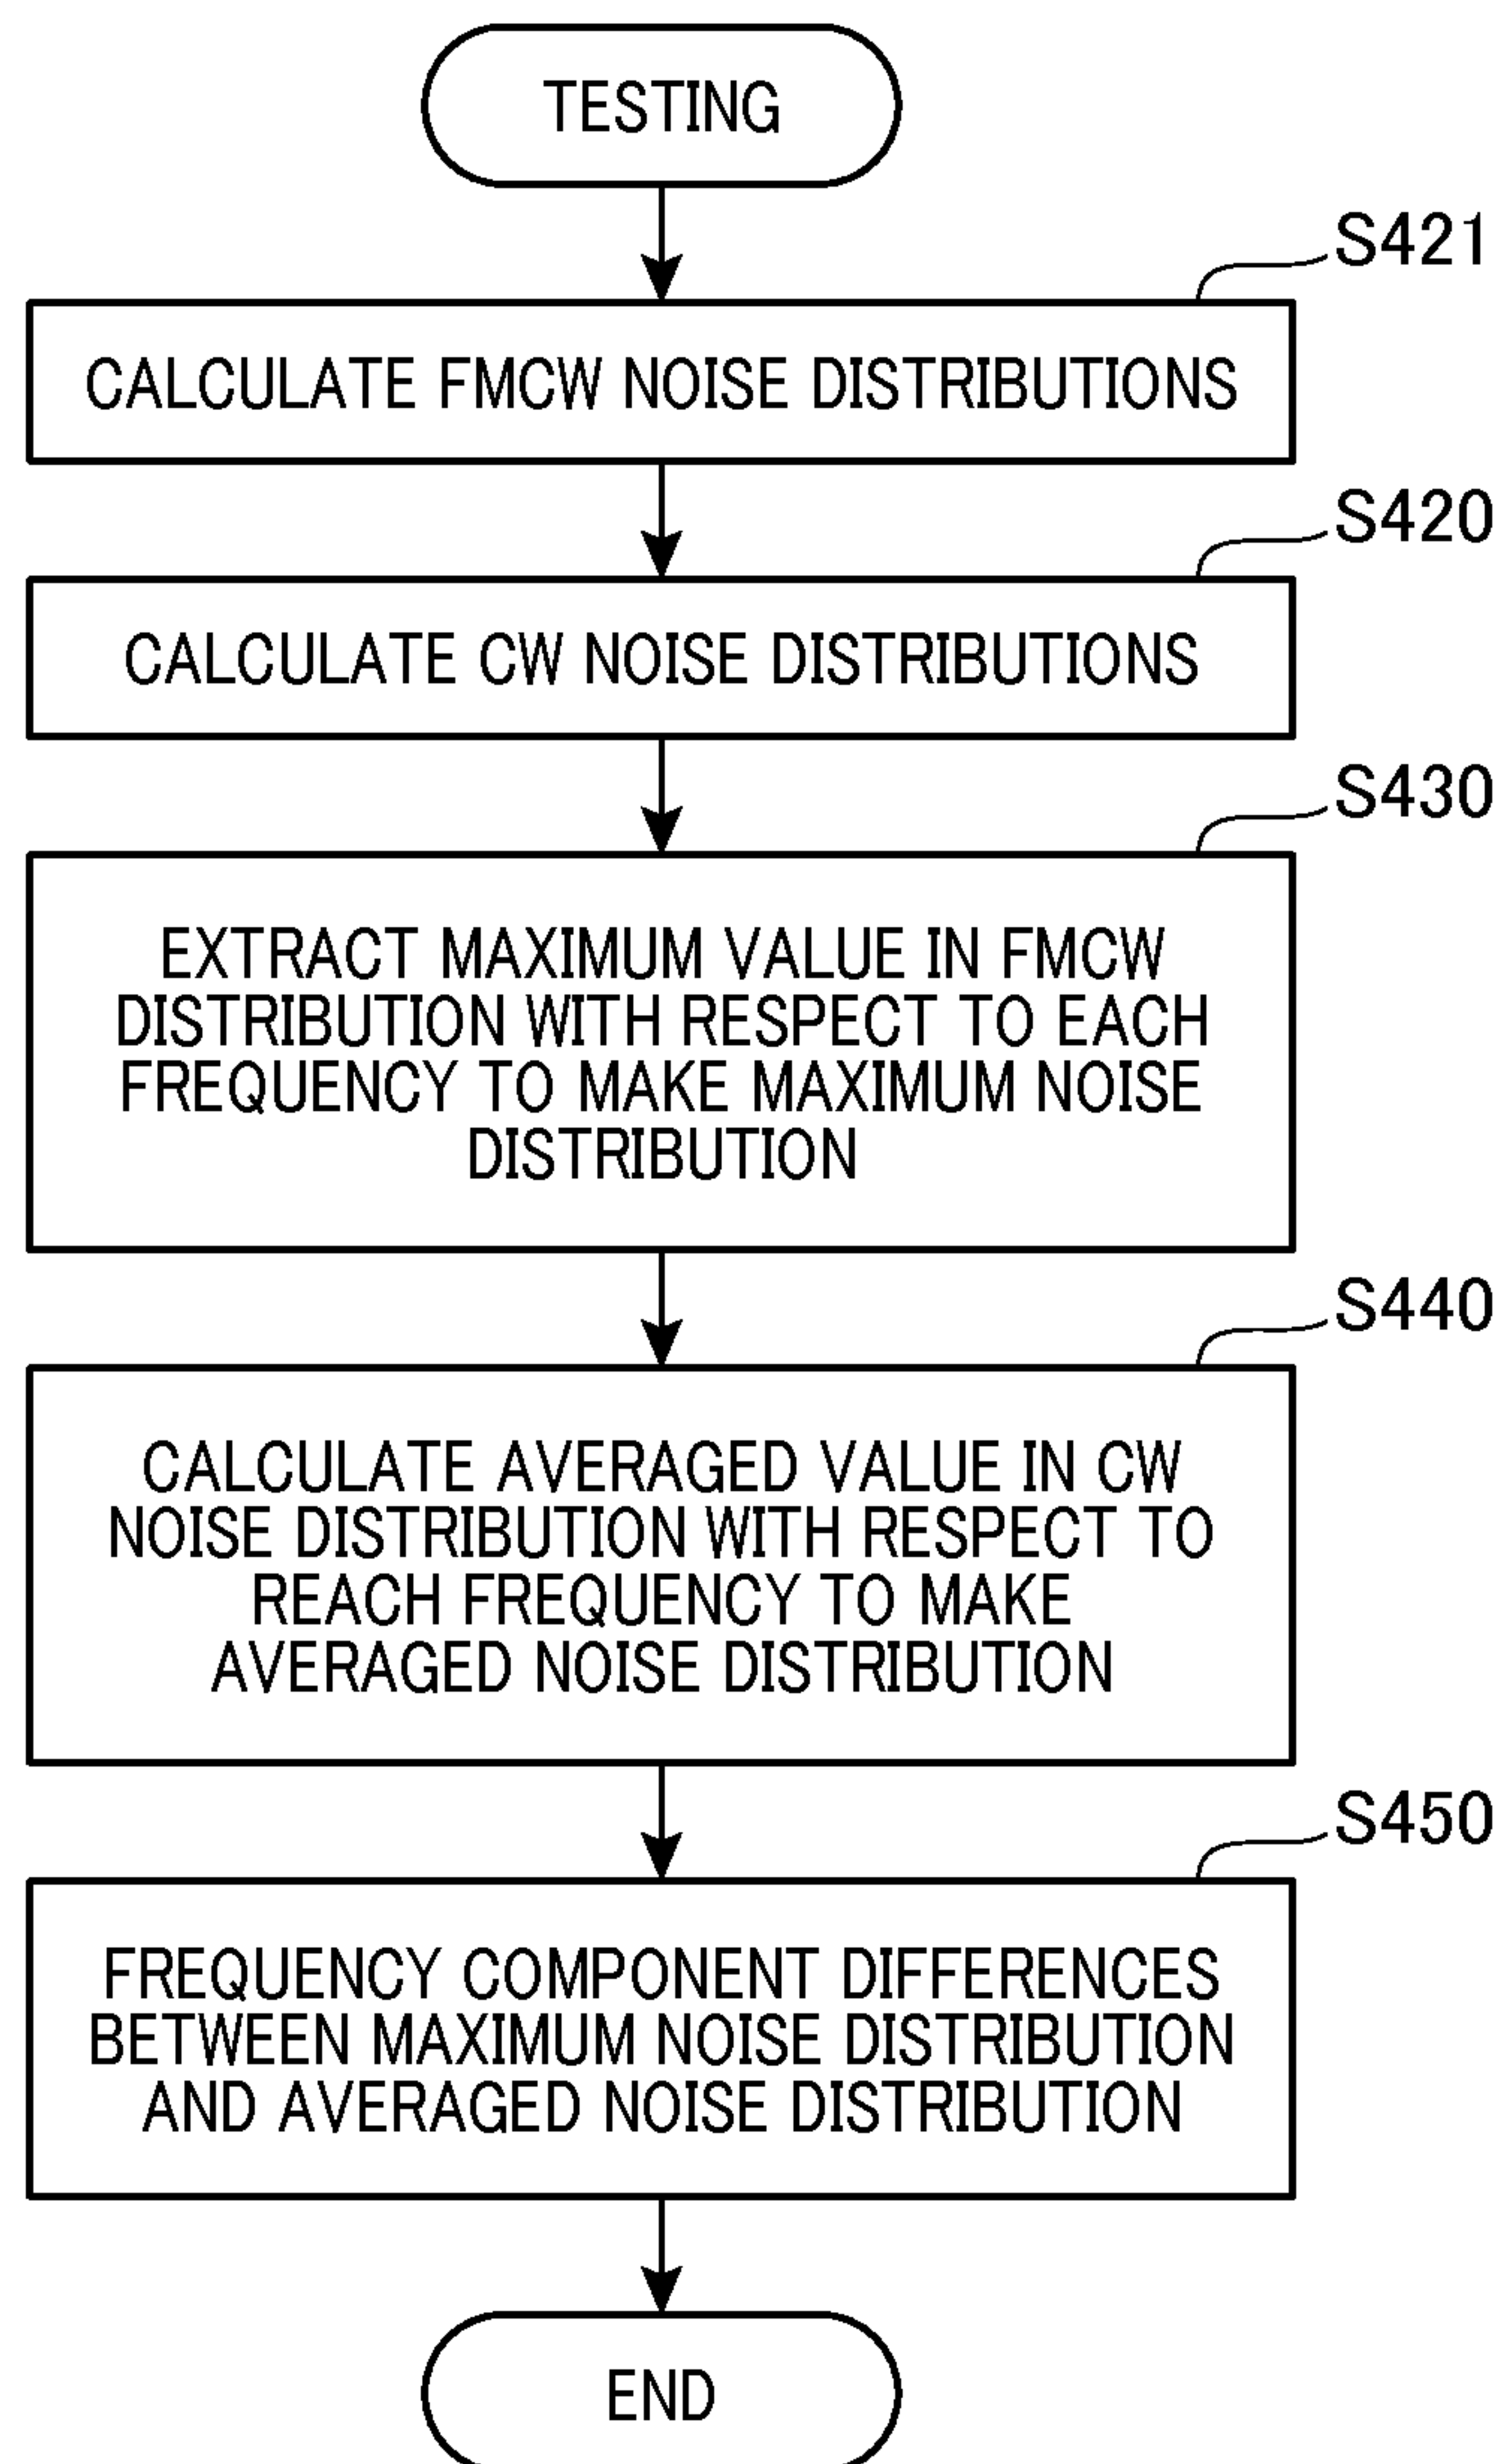 TESTING
S421
CALCULATE FMCW NOISE DISTRIBUTIONS
S420
CALCULATE CW NOISE DISTRIBUTIONS
S430
EXTRACT MAXIMUM VALUE IN FMCW
DISTRIBUTION WITH RESPECT TO EACH
FREQUENCY TO MAKE MAXIMUM NOISE
DISTRIBUTION
S440
CALCULATE AVERAGED VALUE IN CW
NOISE DISTRIBUTION WITH RESPECT TO
REACH FREQUENCY TO MAKE
AVERAGED NOISE DISTRIBUTION
S450
FREQUENCY COMPONENT DIFFERENCES
BETWEEN MAXIMUM NOISE DISTRIBUTION
AND AVERAGED NOISE DISTRIBUTION
END